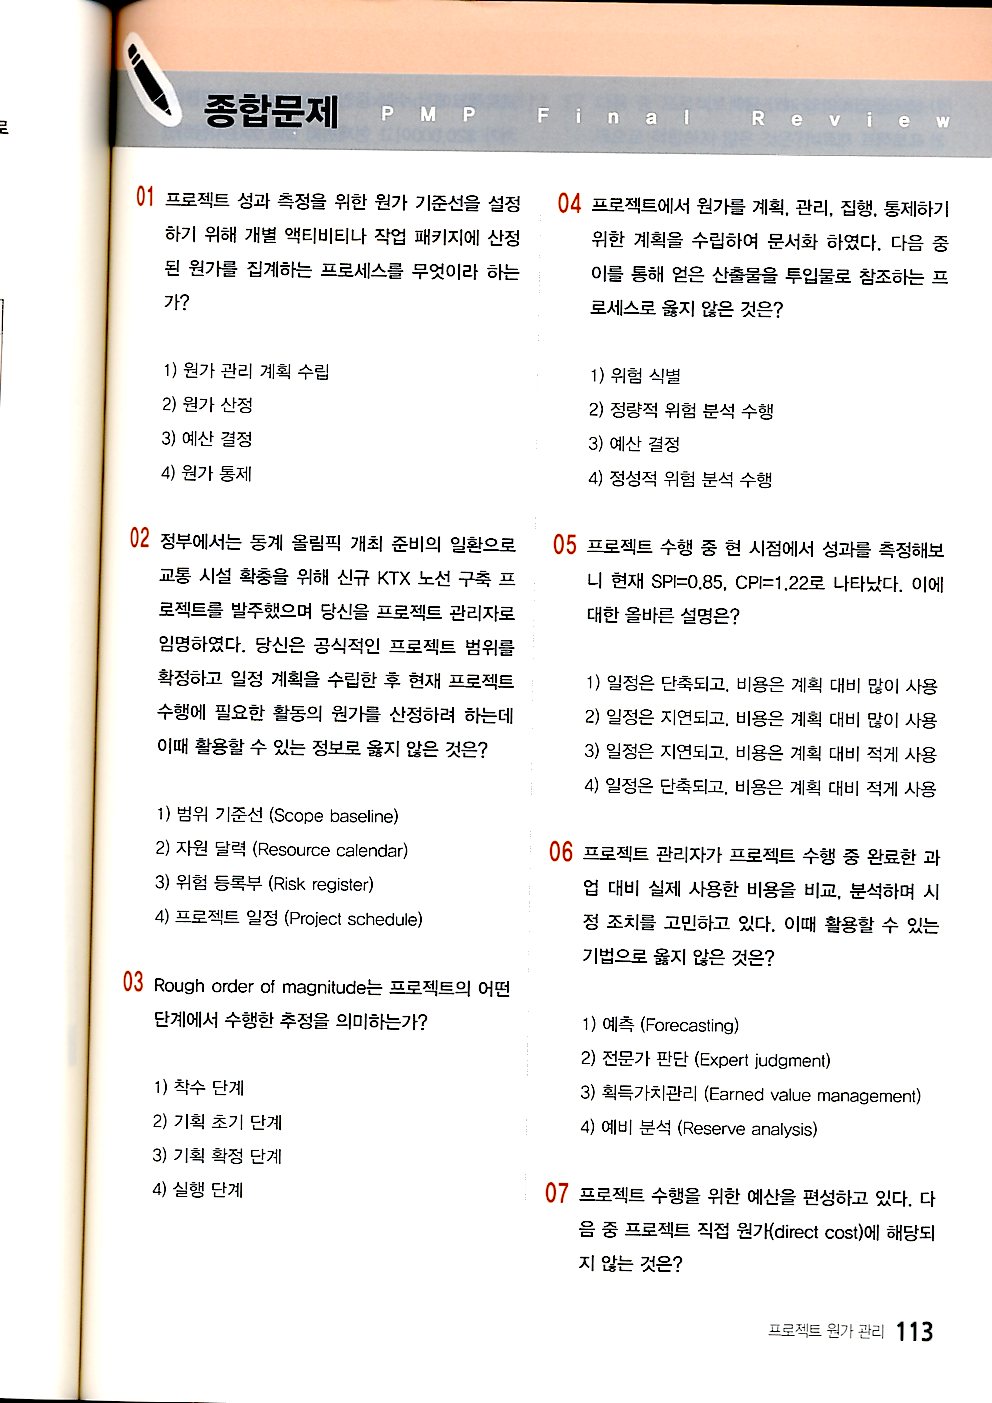 로
종합문제 PMP Final Review
01 프로젝트 성과 측정을 위한 원가 기준선을 설정
하기 위해 개별 액티비티나 작업 패키지에 산정
된 원가를 집계하는 프로세스를 무엇이라 하는
가?
1) 원가 관리 계획 수립
2) 원가 산정
3) 예산 결정
4) 원가 통제
02 정부에서는 동계 올림픽 개최 준비의 일환으로
교통 시설 확충을 위해 신규 KTX 노선 구축 프
로젝트를 발주했으며 당신을 프로젝트 관리자로
임명하였다. 당신은 공식적인 프로젝트 범위를
확정하고 일정 계획을 수립한 후 현재 프로젝트
수행에 필요한 활동의 원가를 산정하려 하는데
이때 활용할 수 있는 정보로 옳지 않은 것은?
1) 범위 기준선 (Scope baseline)
2) 자원 달력 (Resource calendar)
3) 위험 등록부 (Risk register)
4) 프로젝트 일정 (Project schedule)
03 Rough order of magnitude는 프로젝트의 어떤
단계에서 수행한 추정을 의미하는가?
1) 착수 단계
2) 기획 초기 단계
3) 기획 확정 단계
4) 실행 단계
04 프로젝트에서 원가를 계획, 관리, 집행, 통제하기
위한 계획을 수립하여 문서화 하였다. 다음 중
이를 통해 얻은 산출물을 투입물로 참조하는 프
로세스로 옳지 않은 것은?
1) 위험 식별
2) 정량적 위험 분석 수행
3) 예산 결정
4) 정성적 위험 분석 수행
05 프로젝트 수행 중 현 시점에서 성과를 측정해보
니 현재 SPI=0.85, CPI=1.22로 나타났다. 이에
대한 올바른 설명은?
1) 일정은 단축되고, 비용은 계획 대비 많이 사용
2) 일정은 지연되고, 비용은 계획 대비 많이 사용
3) 일정은 지연되고, 비용은 계획 대비 적게 사용
4) 일정은 단축되고, 비용은 계획 대비 적게 사용
06 프로젝트 관리자가 프로젝트 수행 중 완료한 과
업 대비 실제 사용한 비용을 비교, 분석하며 시
정 조치를 고민하고 있다. 이때 활용할 수 있는
기법으로 옳지 않은 것은?
1) 예측 (Forecasting)
2) 전문가 판단 (Expert judgment)
3) 획득가치관리 (Earned value management)
4) 예비 분석 (Reserve analysis)
07 프로젝트 수행을 위한 예산을 편성하고 있다. 다
음 중 프로젝트 직접 원가(direct cost)에 해당되
지 않는 것은?
프로젝트 원가 관리 113